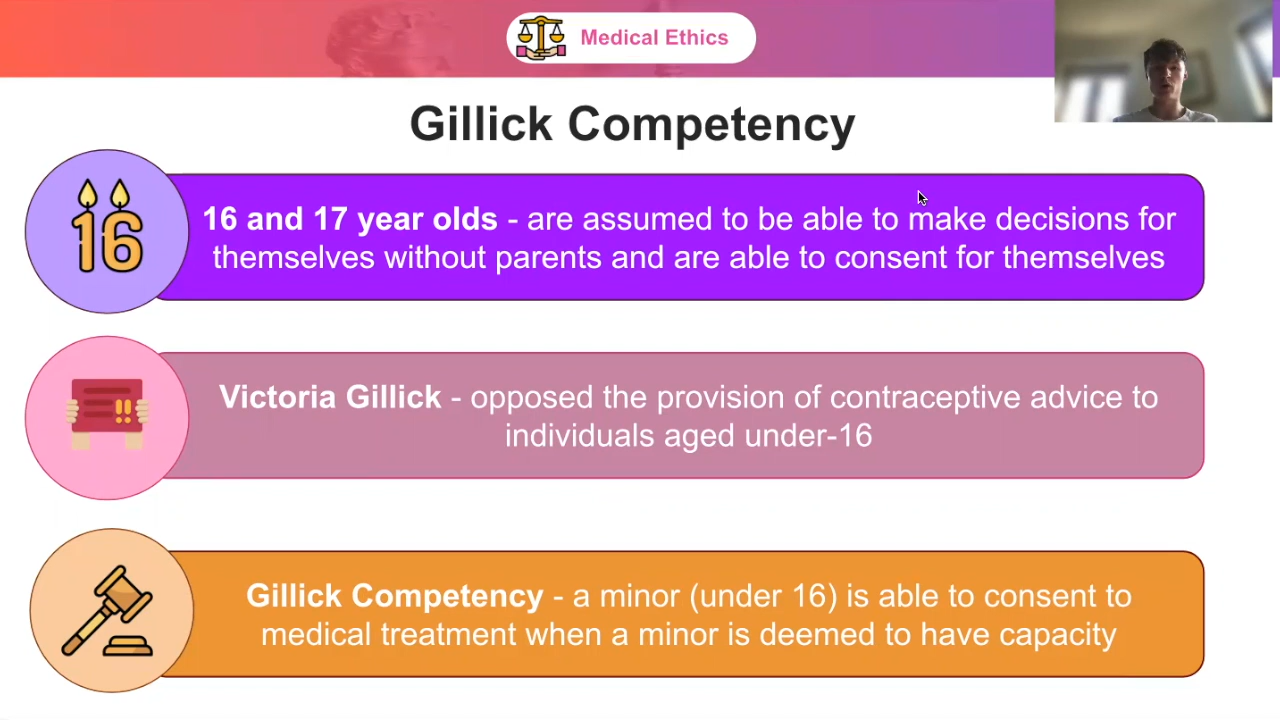 Medical Ethics
Gillick Competency
16
16 and 17 year olds - are assumed to be able to make decisions for
themselves without parents and are able to consent for themselves
Victoria Gillick - opposed the provision of contraceptive advice to
individuals aged under-16
!!
Gillick Competency - a minor (under 16) is able to consent to
medical treatment when a minor is deemed to have capacity